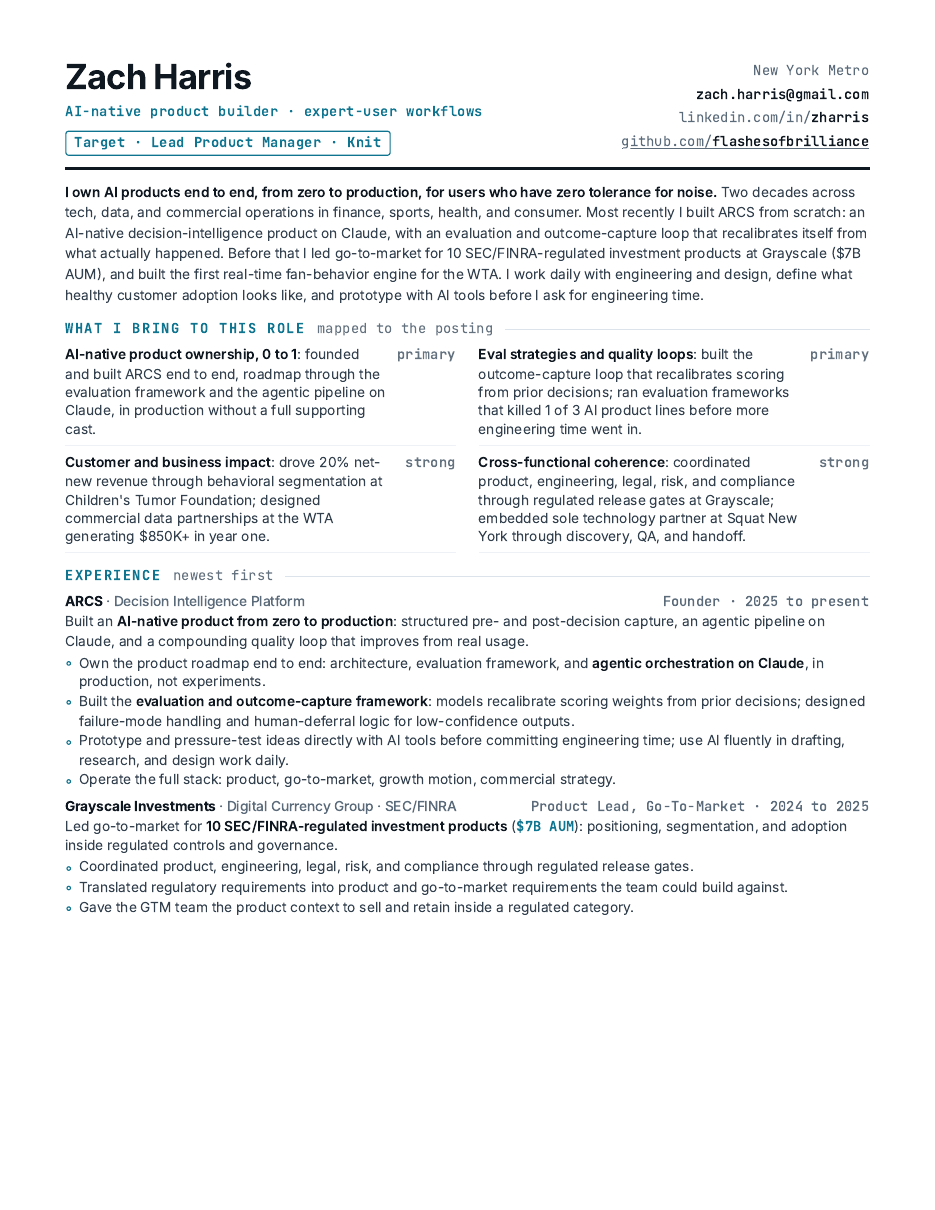 Zach Harris
New York Metro
zach.harris@gmail.com
AI-native product builder · expert-user workflows
linkedin.com/in/zharris
Target · Lead Product Manager · Knit
github.com/flashesofbrilliance
I own AI products end to end, from zero to production, for users who have zero tolerance for noise. Two decades across
tech, data, and commercial operations in finance, sports, health, and consumer. Most recently I built ARCS from scratch: an
AI-native decision-intelligence product on Claude, with an evaluation and outcome-capture loop that recalibrates itself from
what actually happened. Before that I led go-to-market for 10 SEC/FINRA-regulated investment products at Grayscale ($7B
AUM), and built the first real-time fan-behavior engine for the WTA. I work daily with engineering and design, define what
healthy customer adoption looks like, and prototype with AI tools before I ask for engineering time.
WHAT I BRING TO THIS ROLE mapped to the posting
AI-native product ownership, 0 to 1: founded primary
and built ARCS end to end, roadmap through the
evaluation framework and the agentic pipeline on
Claude, in production without a full supporting
cast.
Eval strategies and quality loops: built the primary
outcome-capture loop that recalibrates scoring
from prior decisions; ran evaluation frameworks
that killed 1 of 3 AI product lines before more
engineering time went in.
Customer and business impact: drove 20% net- strong
new revenue through behavioral segmentation at
Children's Tumor Foundation; designed
commercial data partnerships at the WTA
generating $850K+ in year one.
Cross-functional coherence: coordinated strong
product, engineering, legal, risk, and compliance
through regulated release gates at Grayscale;
embedded sole technology partner at Squat New
York through discovery, QA, and handoff.
EXPERIENCE newest first
ARCS · Decision Intelligence Platform Founder · 2025 to present
Built an AI-native product from zero to production: structured pre- and post-decision capture, an agentic pipeline on
Claude, and a compounding quality loop that improves from real usage.
Own the product roadmap end to end: architecture, evaluation framework, and agentic orchestration on Claude, in
production, not experiments.
Built the evaluation and outcome-capture framework: models recalibrate scoring weights from prior decisions; designed
failure-mode handling and human-deferral logic for low-confidence outputs.
Prototype and pressure-test ideas directly with AI tools before committing engineering time; use AI fluently in drafting,
research, and design work daily.
Operate the full stack: product, go-to-market, growth motion, commercial strategy.
Grayscale Investments · Digital Currency Group · SEC/FINRA Product Lead, Go-To-Market · 2024 to 2025
Led go-to-market for 10 SEC/FINRA-regulated investment products ($7B AUM): positioning, segmentation, and adoption
inside regulated controls and governance.
Coordinated product, engineering, legal, risk, and compliance through regulated release gates.
Translated regulatory requirements into product and go-to-market requirements the team could build against.
Gave the GTM team the product context to sell and retain inside a regulated category.